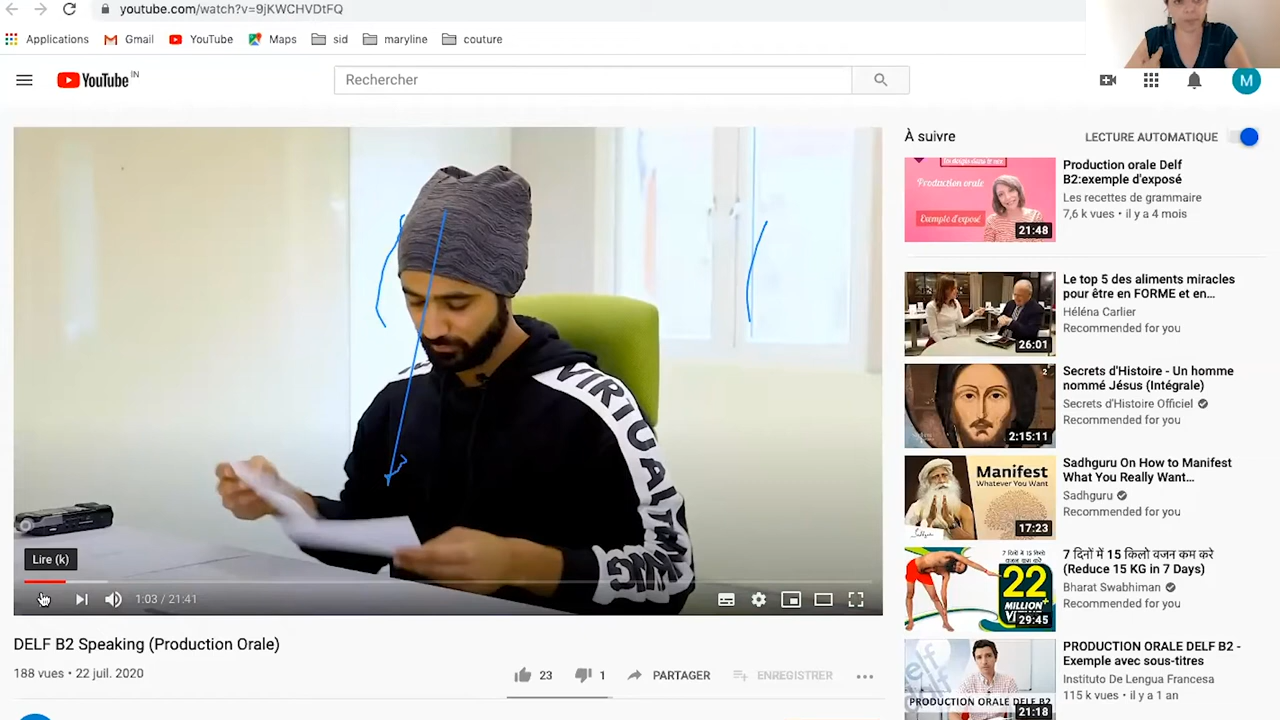 youtube.com/watch?v=9jKWCHVDtFQ
Applications Gmail YouTube Maps sid maryline couture
YouTube IN
Rechercher
M
VIRTUAL KING
Lire (k)
1:03 / 21:41
DELF B2 Speaking (Production Orale)
188 vues • 22 juil. 2020
23 1 PARTAGER ENREGISTRER
À suivre LECTURE AUTOMATIQUE
Production orale
Exemple d'exposé
21:48
Production orale Delf
B2:exemple d'exposé
Les recettes de grammaire
7,6 k vues • il y a 4 mois
26:01
Le top 5 des aliments miracles
pour être en FORME et en...
Héléna Carlier
Recommended for you
2
2:15:11
Secrets d'Histoire - Un homme
nommé Jésus (Intégrale)
Secrets d'Histoire Officiel
Recommended for you
Manifest
Whatever You Want
17:23
Sadhguru On How to Manifest
What You Really Want...
Sadhguru
Recommended for you
7 दिनों में 15 किलो
22
MILLION+
29:45
7 दिनों में 15 किलो वजन कम करे
(Reduce 15 KG in 7 Days)
Bharat Swabhiman
Recommended for you
delf
PRODUCTION ORALE DELF B2
21:18
PRODUCTION ORALE DELF B2 -
Exemple avec sous-titres
Instituto De Lengua Francesa
115 k vues • il y a 1 an